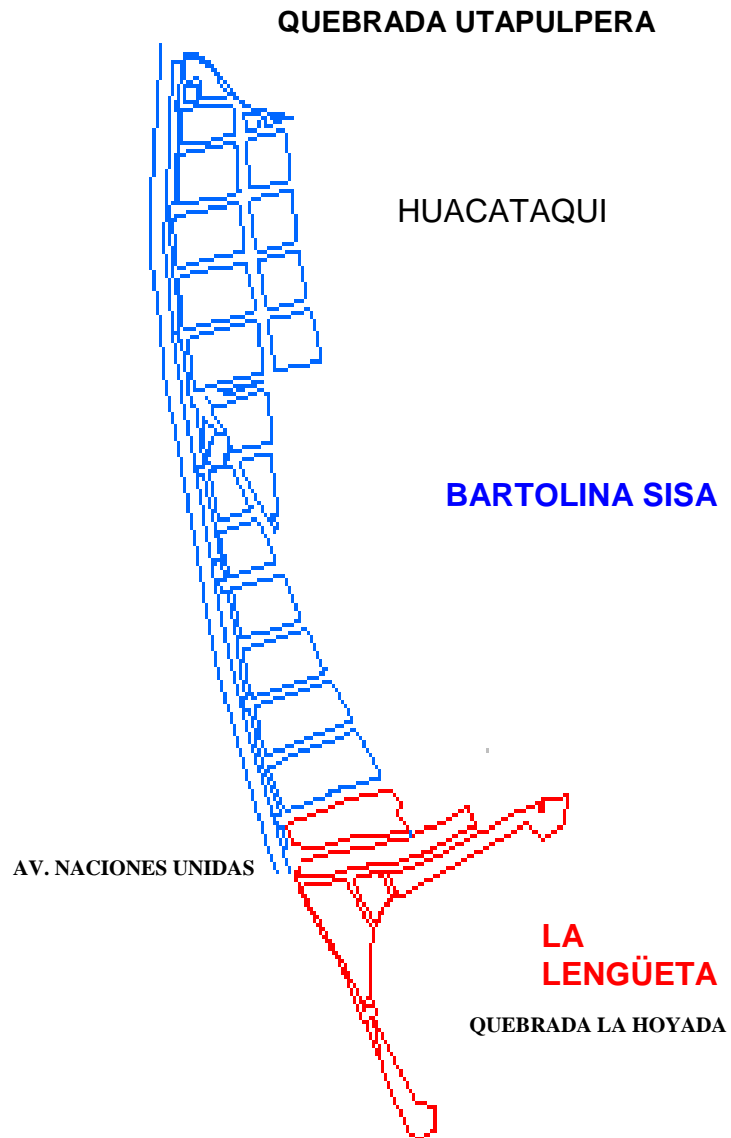 QUEBRADA UTAPULPERA
HUACATAQUI
BARTOLINA SISA
AV. NACIONES UNIDAS
LA
LENGÜETA
QUEBRADA LA HOYADA